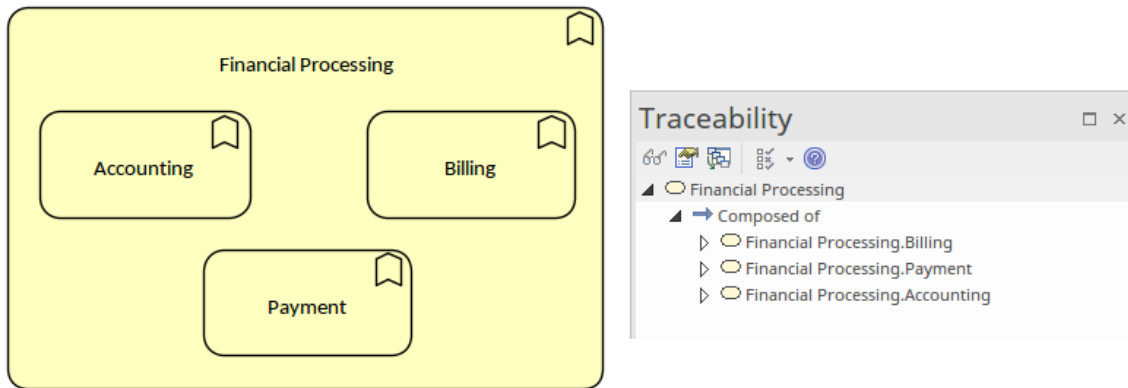 Financial Processing
Accounting
Billing
Payment
Traceability
Financial Processing
Composed of
Financial Processing.Billing
Financial Processing.Payment
Financial Processing.Accounting